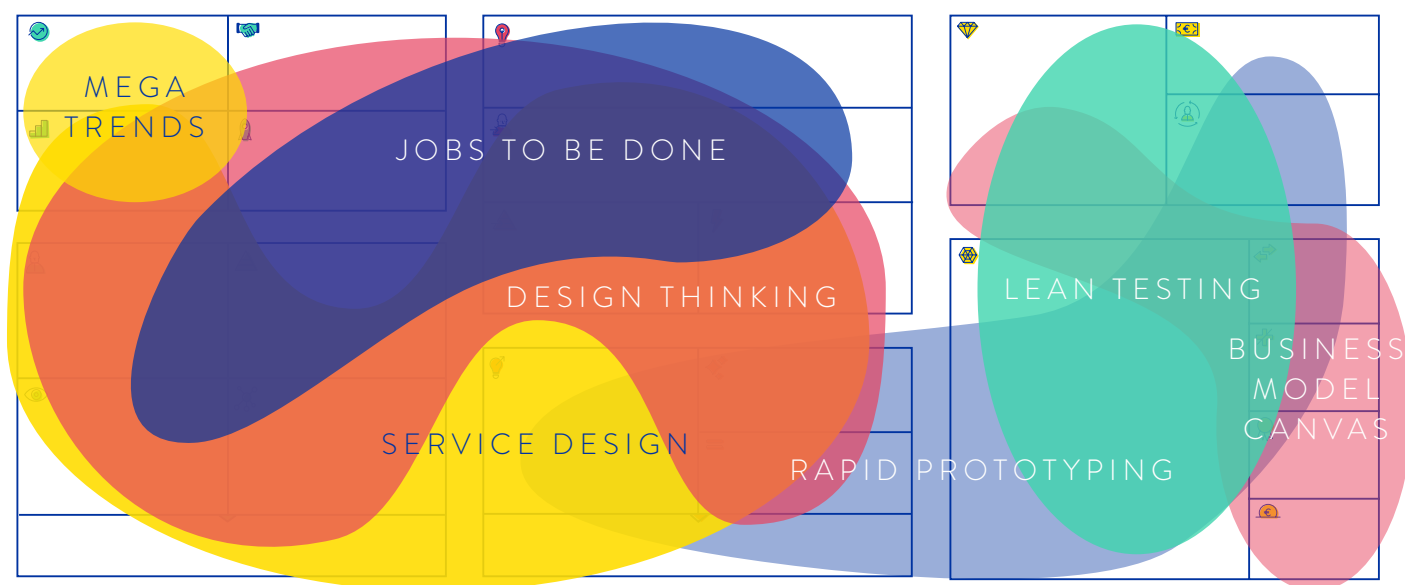 MEGA
TRENDS
JOBS TO BE DONE
DESIGN THINKING
SERVICE DESIGN
RAPID PROTOTYPING
LEAN TESTING
BUSINESS
MODEL
CANVAS